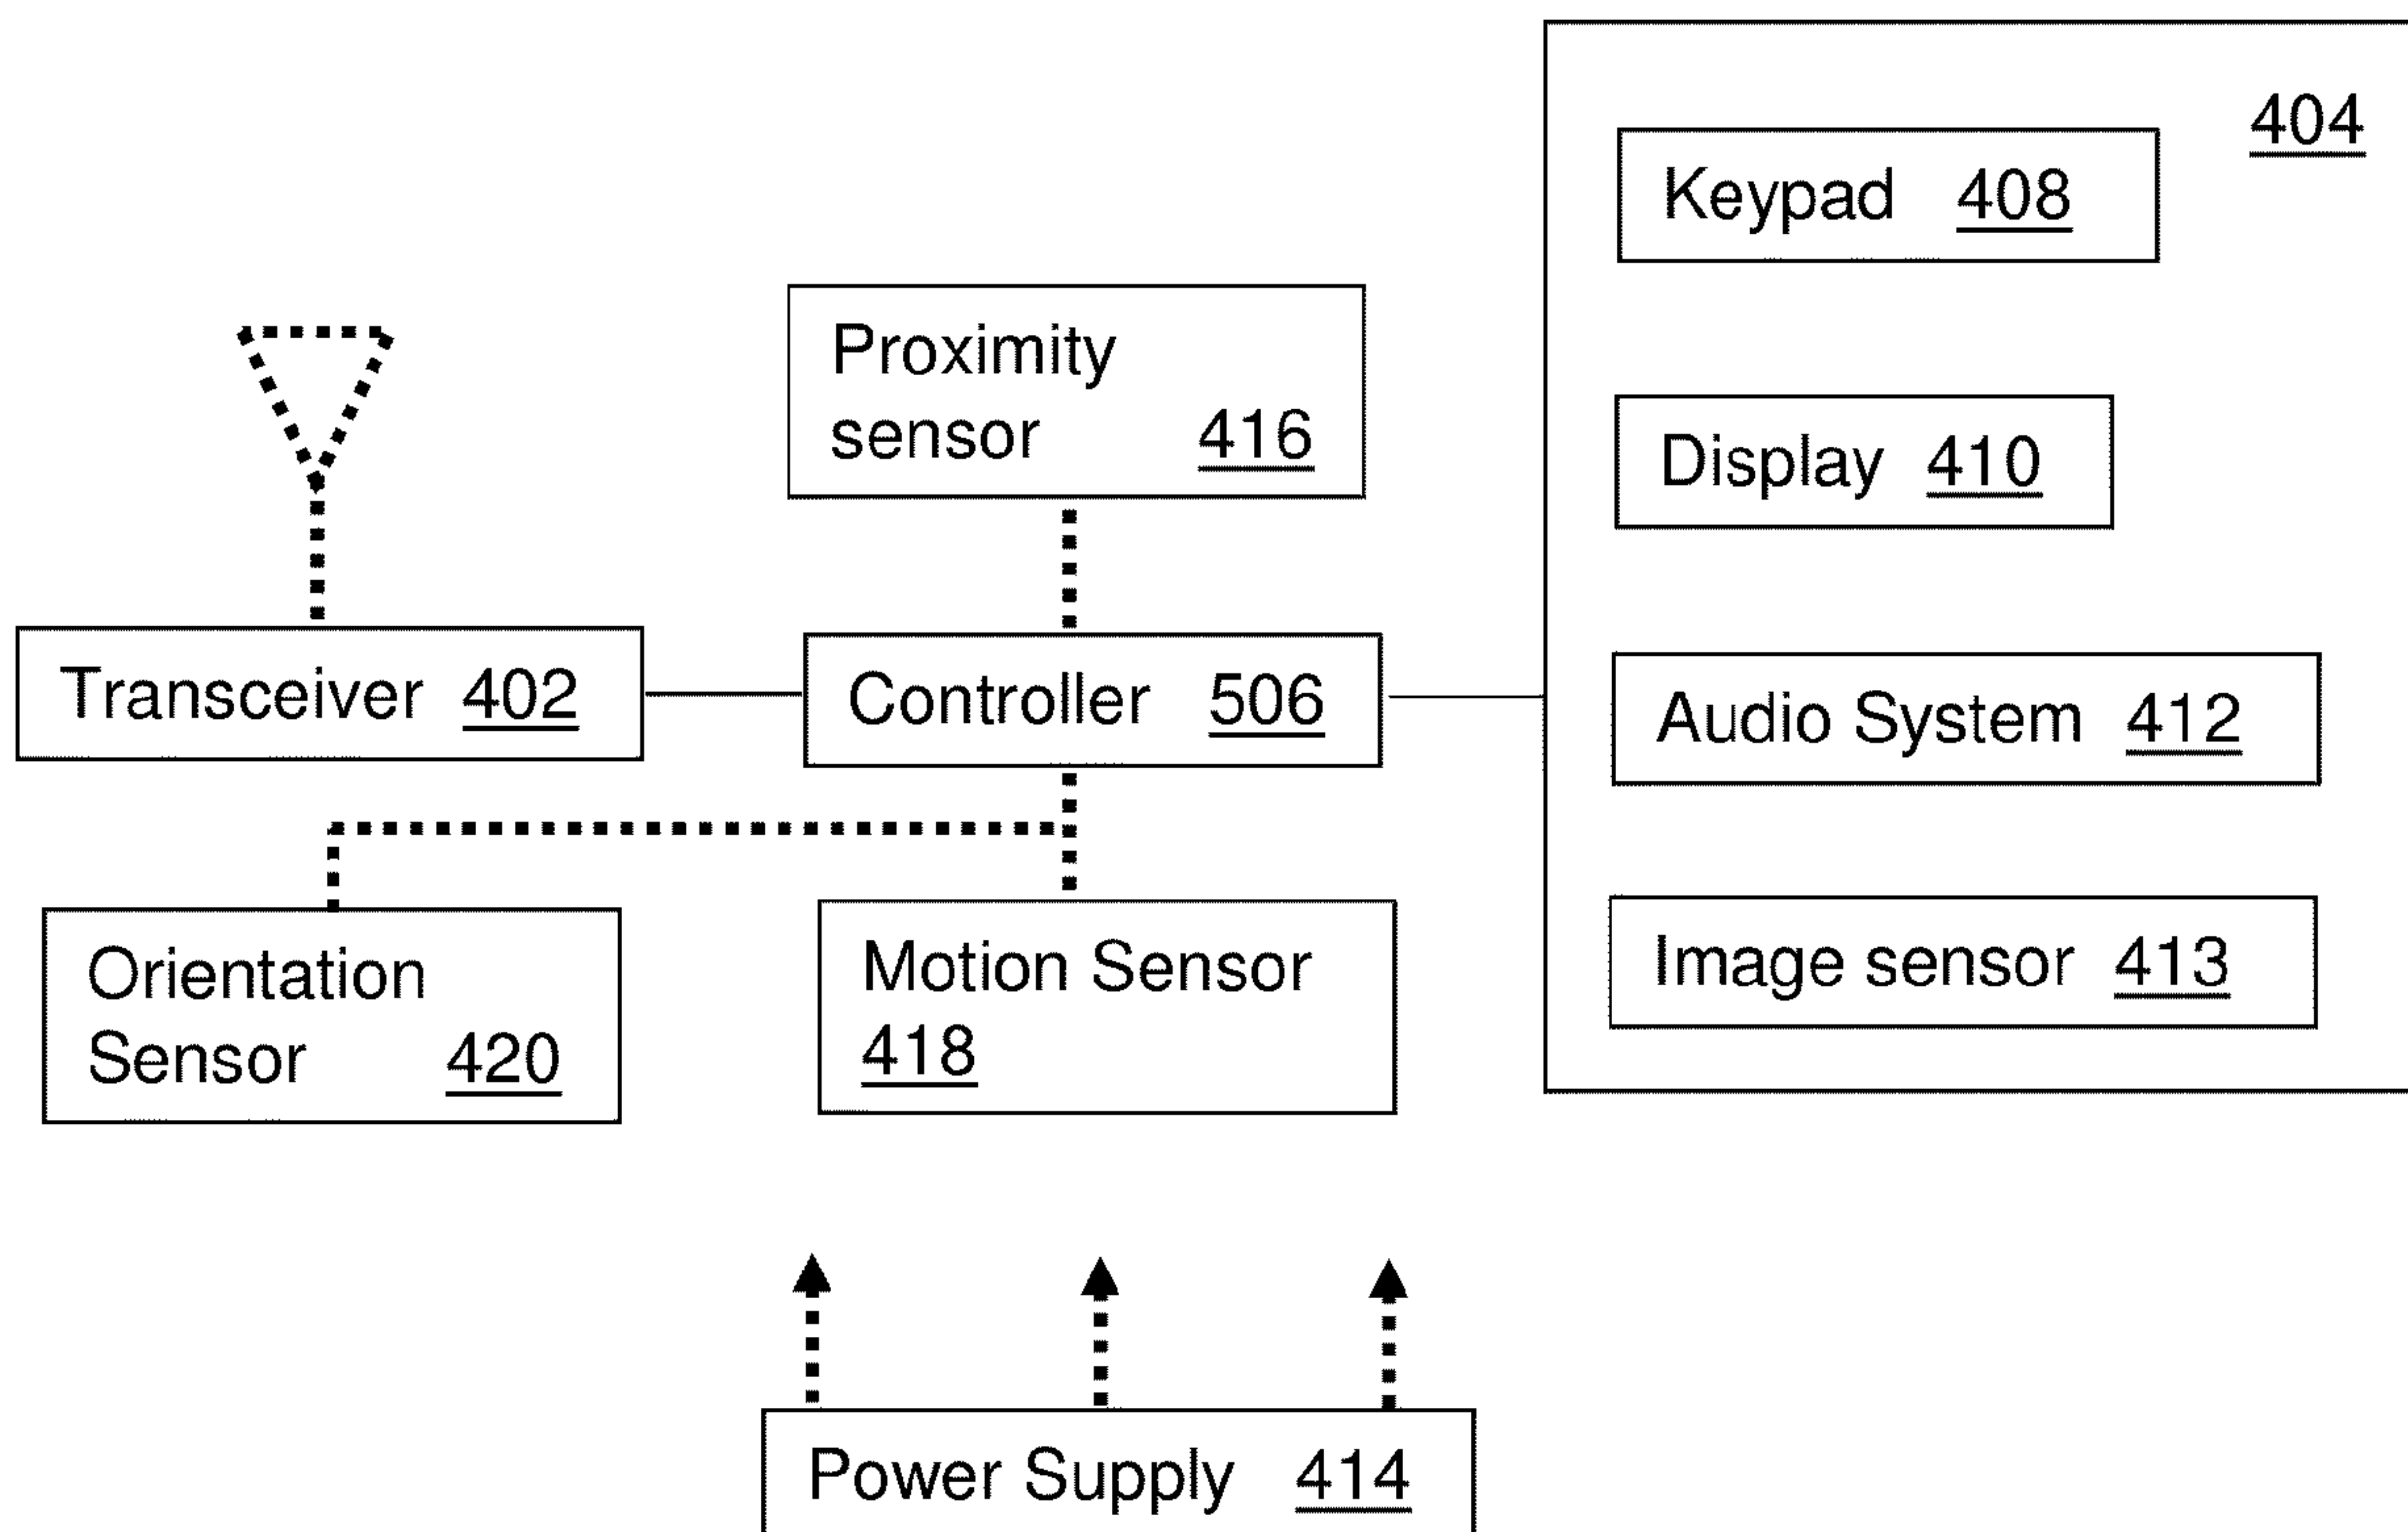 404
Keypad 408
Proximity
sensor 416
Display 410
Transceiver 402
Controller 506
Audio System 412
Orientation
Sensor 420
Motion Sensor
418
Image sensor 413
Power Supply 414